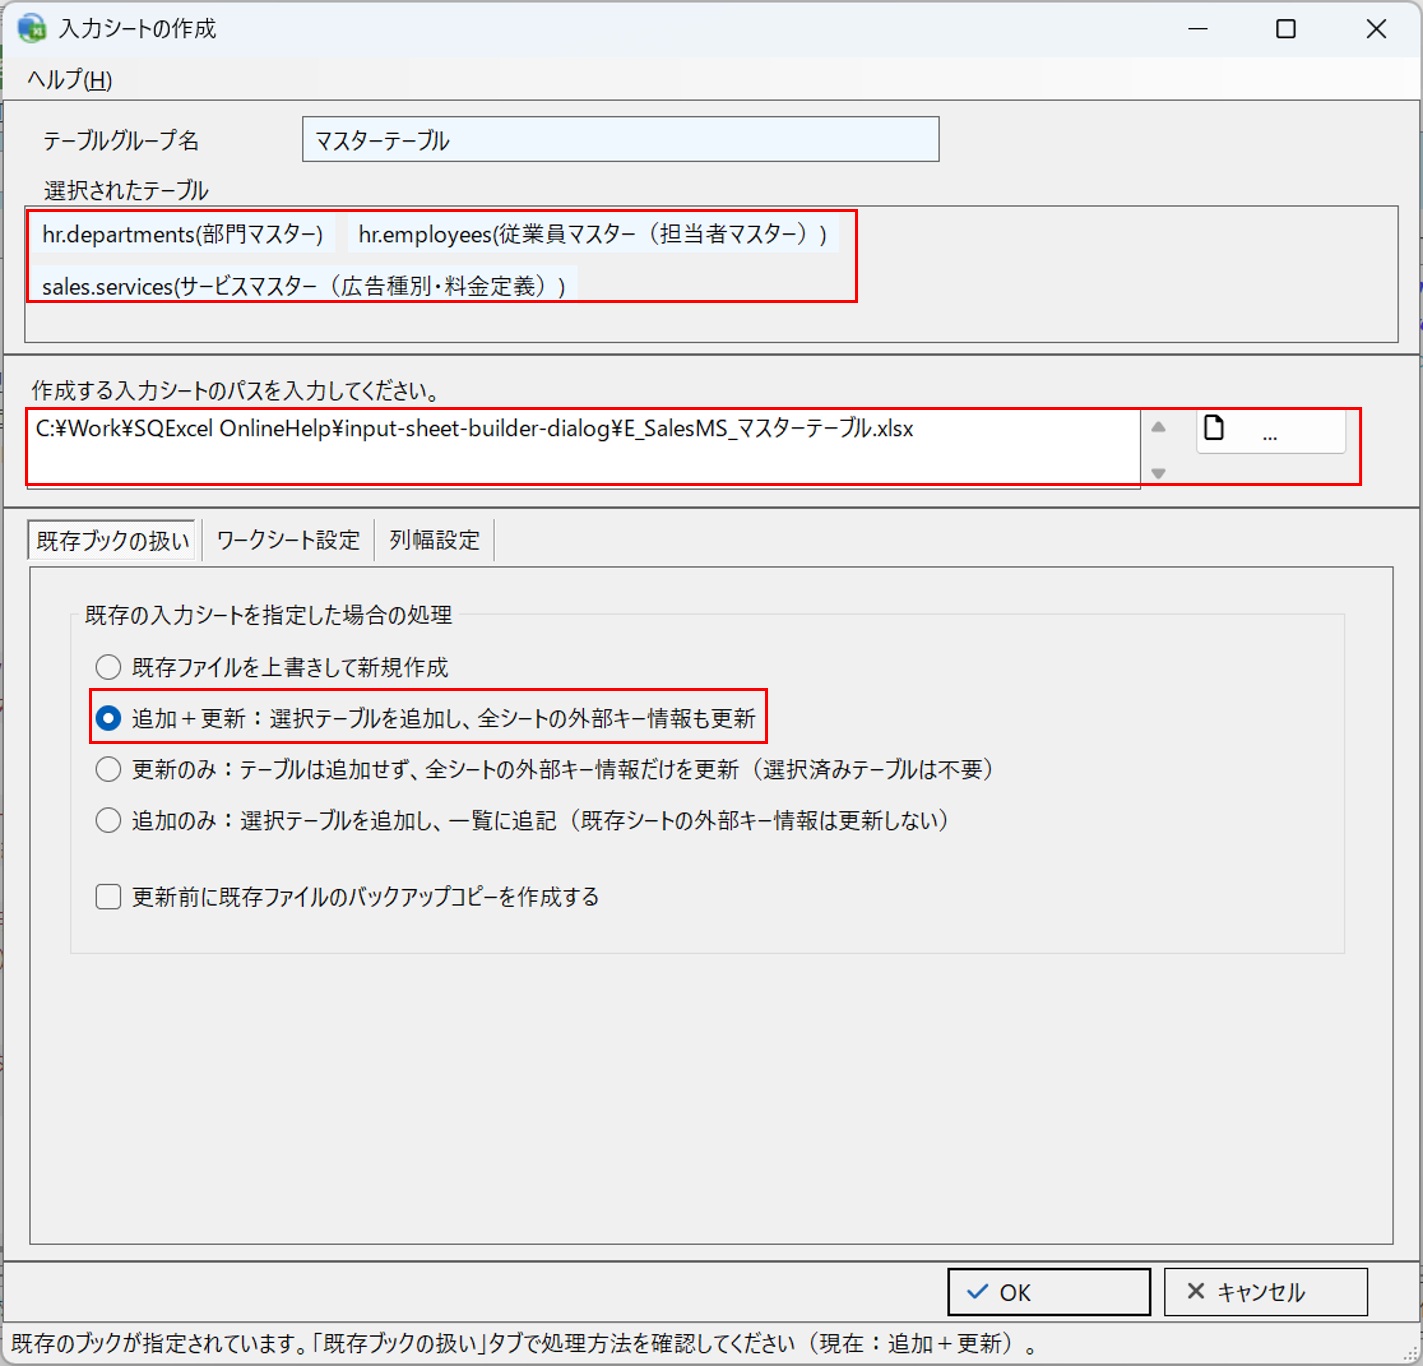 入力シートの作成
ヘルプ(H)
テーブルグループ名 マスターテーブル
選択されたテーブル
hr.departments(部門マスター) hr.employees(従業員マスター（担当者マスター）)
sales.services(サービスマスター（広告種別・料金定義）)
作成する入力シートのパスを入力してください。
C:¥Work¥SQExcel OnlineHelp¥input-sheet-builder-dialog¥E_SalesMS_マスターテーブル.xlsx ...
既存ブックの扱い ワークシート設定 列幅設定
既存の入力シートを指定した場合の処理
既存ファイルを上書きして新規作成
追加＋更新：選択テーブルを追加し、全シートの外部キー情報も更新
更新のみ：テーブルは追加せず、全シートの外部キー情報だけを更新（選択済みテーブルは不要）
追加のみ：選択テーブルを追加し、一覧に追記（既存シートの外部キー情報は更新しない）
更新前に既存ファイルのバックアップコピーを作成する
OK キャンセル
既存のブックが指定されています。「既存ブックの扱い」タブで処理方法を確認してください（現在：追加＋更新）。